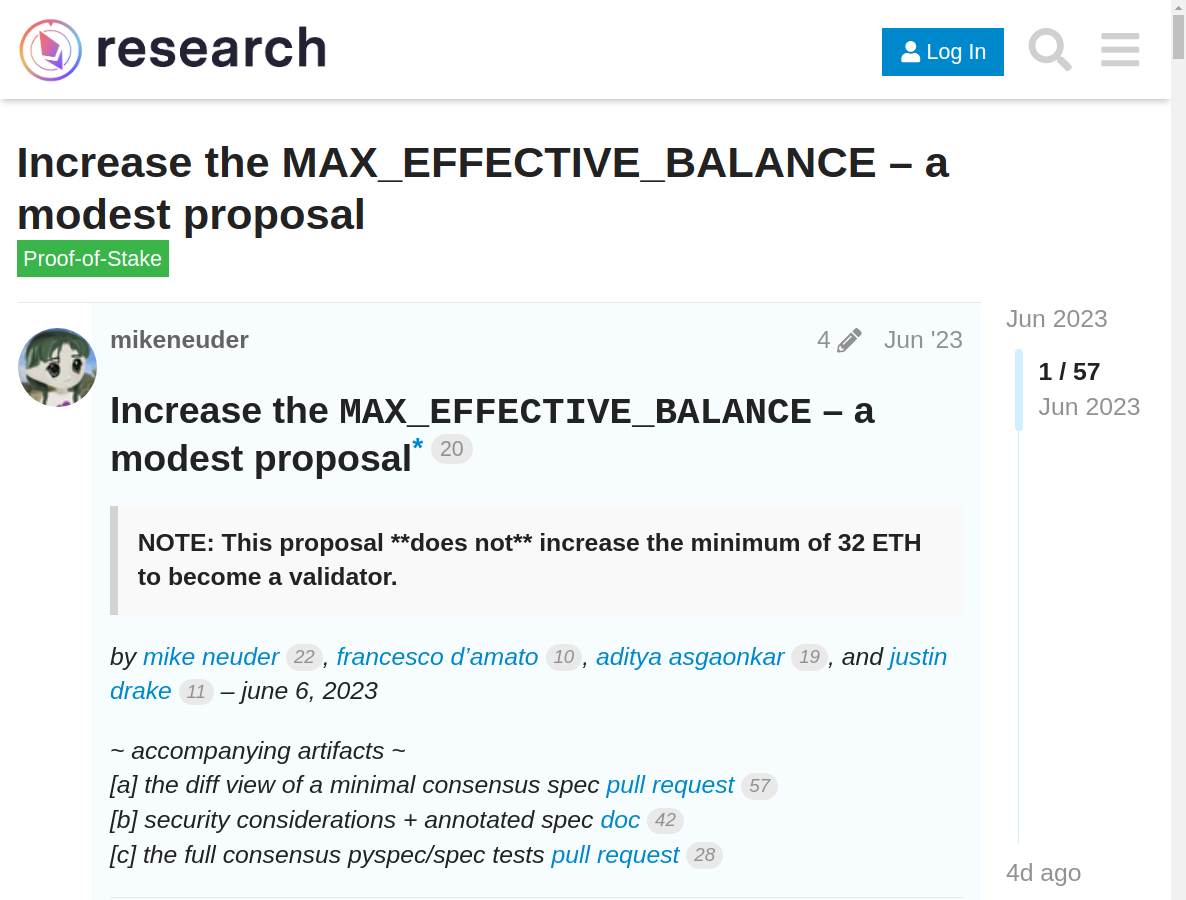 research
Log In
Increase the MAX_EFFECTIVE_BALANCE – a
modest proposal
Proof-of-Stake
mikeneuder 4 Jun '23
Increase the MAX_EFFECTIVE_BALANCE – a
modest proposal* 20
NOTE: This proposal **does not** increase the minimum of 32 ETH
to become a validator.
by mike neuder 22, francesco d’amato 10, aditya asgaonkar 19, and justin
drake 11 – june 6, 2023
~ accompanying artifacts ~
[a] the diff view of a minimal consensus spec pull request 57
[b] security considerations + annotated spec doc 42
[c] the full consensus pyspec/spec tests pull request 28
Jun 2023
1 / 57
Jun 2023
4d ago